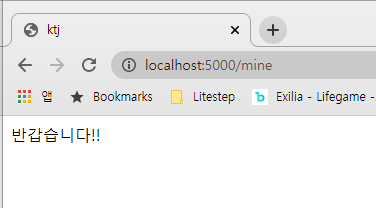 ktj
localhost:5000/mine
앱 Bookmarks Litestep Exilia - Lifegame -
반갑습니다!!